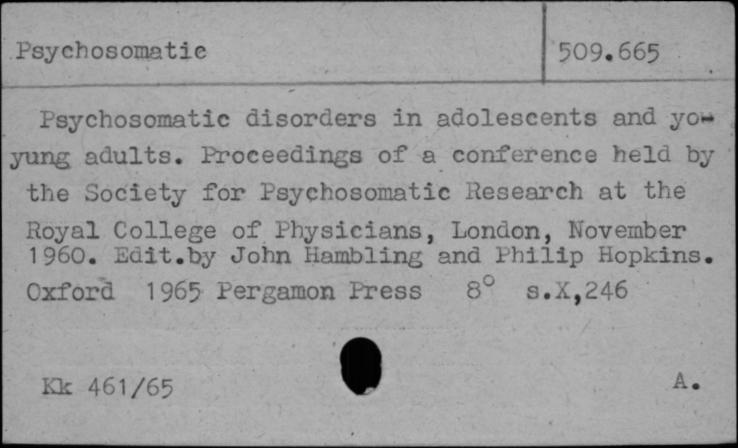 Psychosomatic 509.665
Psychosomatic disorders in adolescents and yo-
yung adults. Proceedings of a conference held by
the Society for Psychosomatic Research at the
Royal College of Physicians, London, November
1960. Edit.by John Hambling and Philip Hopkins.
Oxford 1965 Pergamon Press 8° s.X,246
Kk 461/65 A.